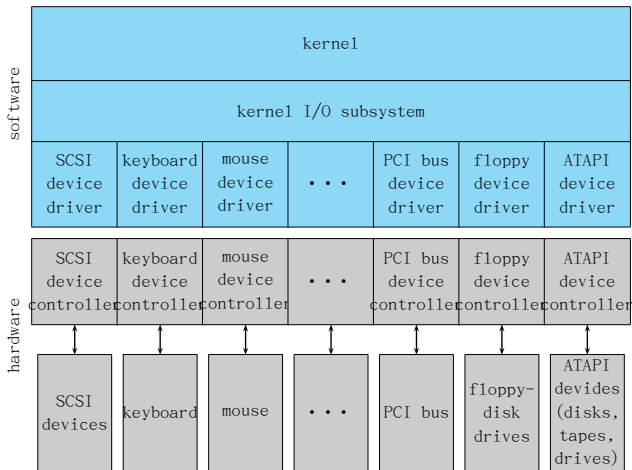 software
kernel
kernel I/O subsystem
SCSI
device
driver
keyboard
device
driver
mouse
device
driver
...
PCI bus
device
driver
floppy
device
driver
ATAPI
device
driver
hardware
SCSI
device
controller
keyboard
device
controller
mouse
device
controller
...
PCI bus
device
controller
floppy
device
controller
ATAPI
device
controller
SCSI
devices
keyboard
mouse
...
PCI bus
floppy-
disk
drives
ATAPI
devides
(disks,
tapes,
drives)